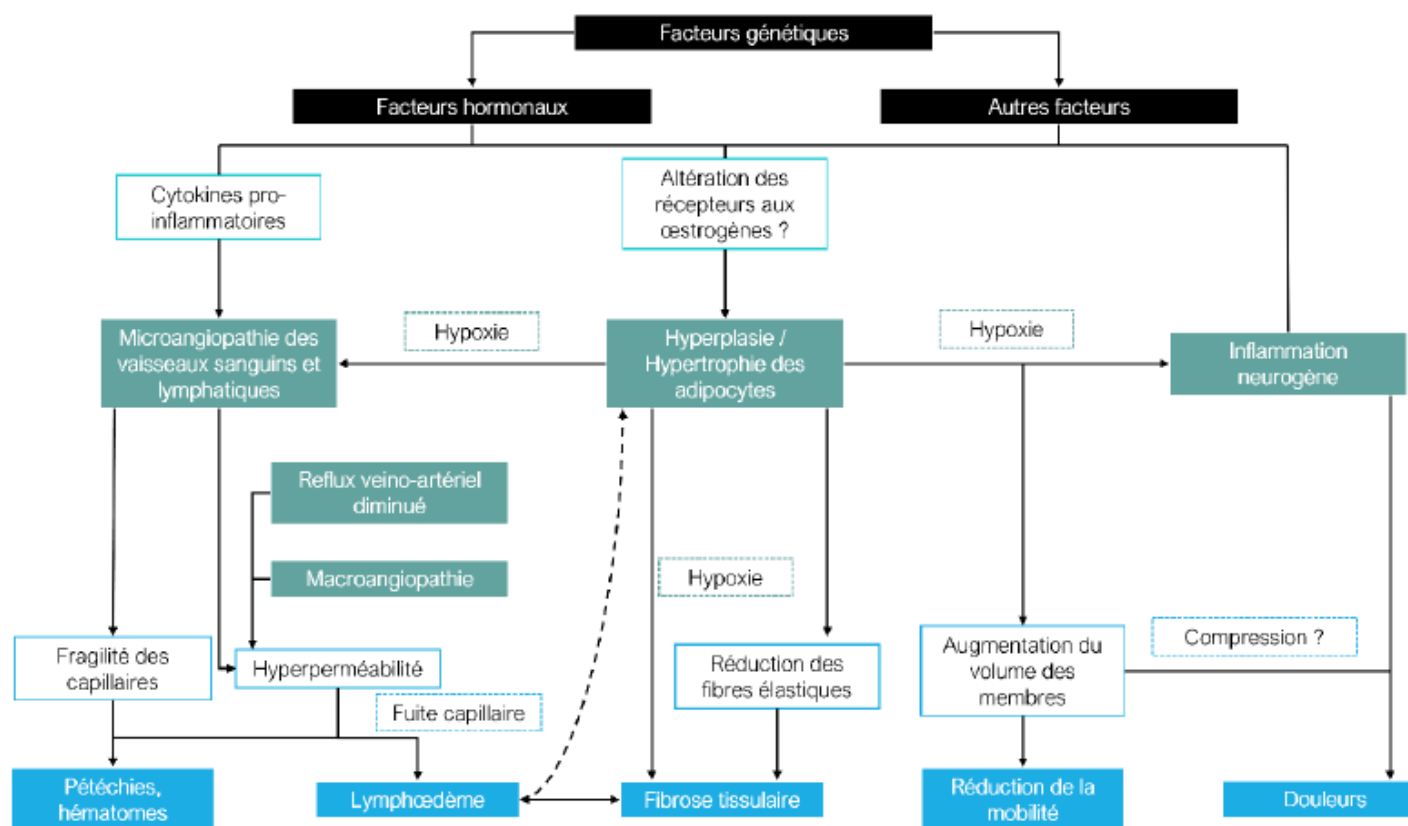 Facteurs génétiques
Facteurs hormonaux
Autres facteurs
Cytokines pro-
inflammatoires
Altération des
récepteurs aux
œstrogènes ?
Microangiopathie des
vaisseaux sanguins et
lymphatiques
Hypoxie
Hyperplasie /
Hypertrophie des
adipocytes
Hypoxie
Inflammation
neurogène
Reflux veino-artériel
diminué
Macroangiopathie
Hypoxie
Fragilité des
capillaires
Hyperperméabilité
Réduction des
fibres élastiques
Augmentation du
volume des
membres
Compression ?
Fuite capillaire
Pétéchies,
hématomes
Lymphœdème
Fibrose tissulaire
Réduction de la
mobilité
Douleurs